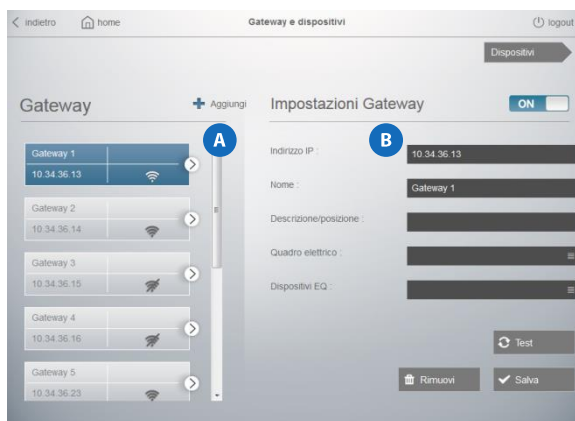 indietro home Gateway e dispositivi logout
Dispositivi
Gateway Aggiungi
A
Gateway 1
10.34.36.13
Gateway 2
10.34.36.14
Gateway 3
10.34.36.15
Gateway 4
10.34.36.16
Gateway 5
10.34.36.23
Impostazioni Gateway ON
B
Indirizzo IP : 10.34.36.13
Nome : Gateway 1
Descrizione/posizione :
Quadro elettrico :
Dispositivi EQ :
Test
Rimuovi Salva